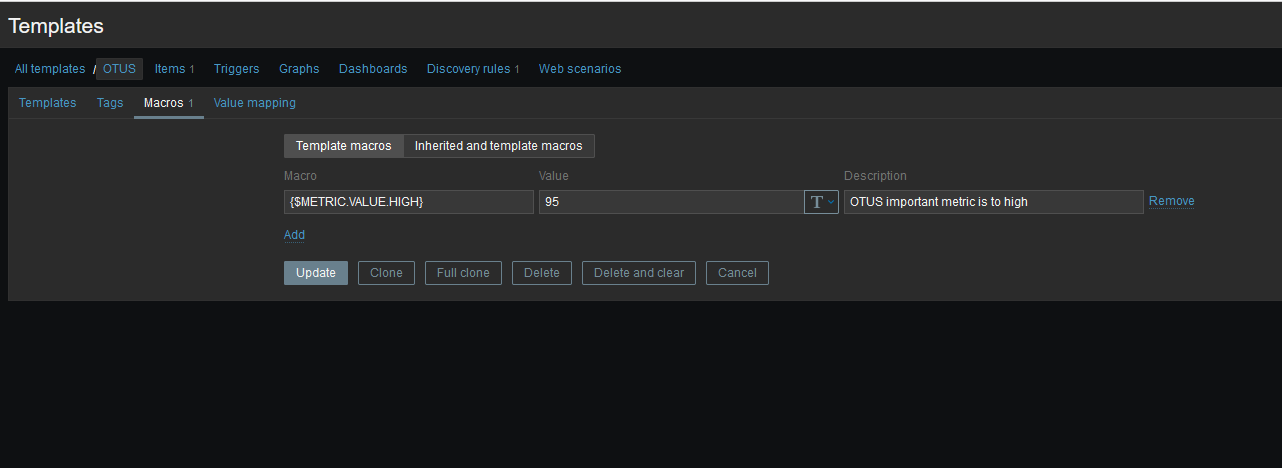 Templates
All templates / OTUS Items 1 Triggers Graphs Dashboards Discovery rules 1 Web scenarios
Templates Tags Macros 1 Value mapping
Template macros Inherited and template macros
Macro Value Description
{$METRIC.VALUE.HIGH} 95 T OTUS important metric is to high Remove
Add
Update Clone Full clone Delete Delete and clear Cancel